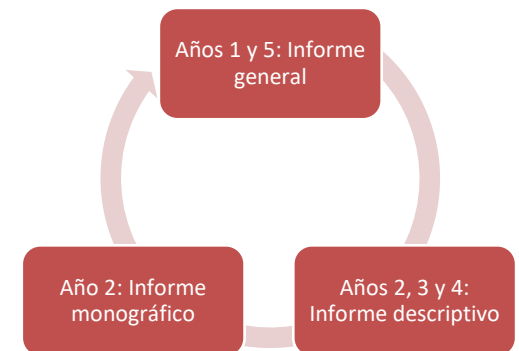 Años 1 y 5: Informe
general
Años 2, 3 y 4:
Informe descriptivo
Año 2: Informe
monográfico